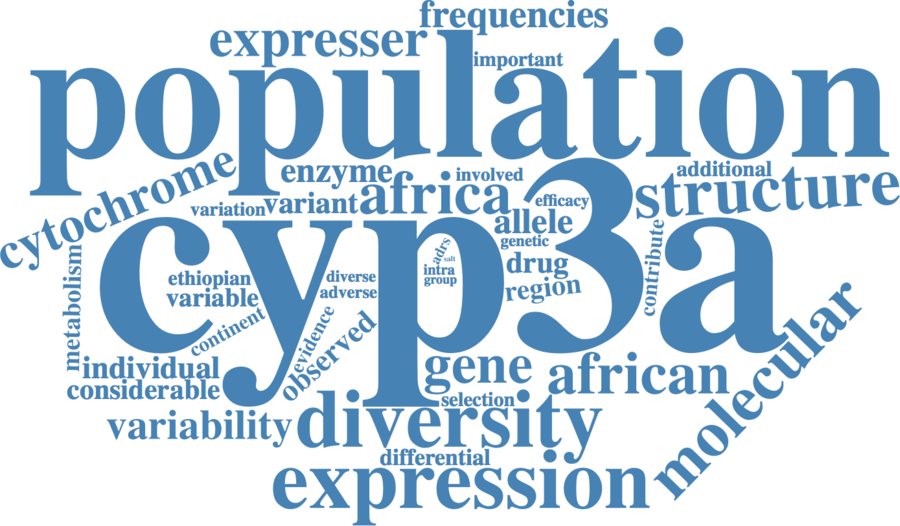 frequencies
expresser
important
population
cytochrome
enzyme
involved
additional
structure
variation
variant
africa
efficacy
allele
genetic
cyp3a
metabolism
ethiopian
variable
diverse
adverse
adrs
salt
intra
group
drug
region
contribute
continent
evidence
observed
individual
considerable
gene
african
molecular
selection
variability
diversity
differential
expression